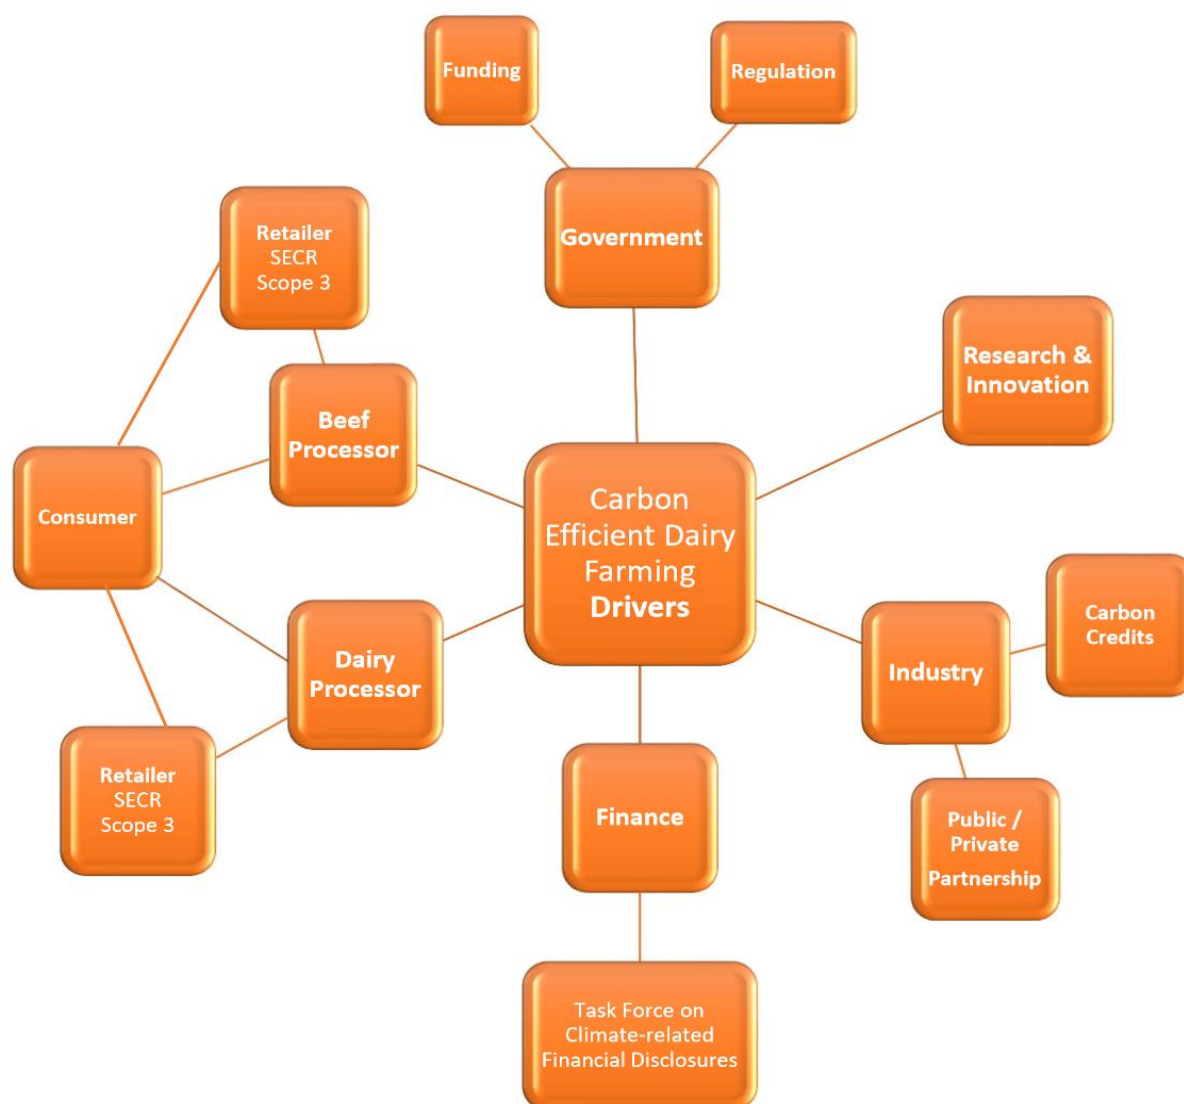 Funding
Regulation
Government
Retailer
SECR
Scope 3
Research &
Innovation
Beef
Processor
Consumer
Carbon
Efficient Dairy
Farming
Drivers
Carbon
Credits
Dairy
Processor
Industry
Retailer
SECR
Scope 3
Finance
Public /
Private
Partnership
Task Force on
Climate-related
Financial Disclosures